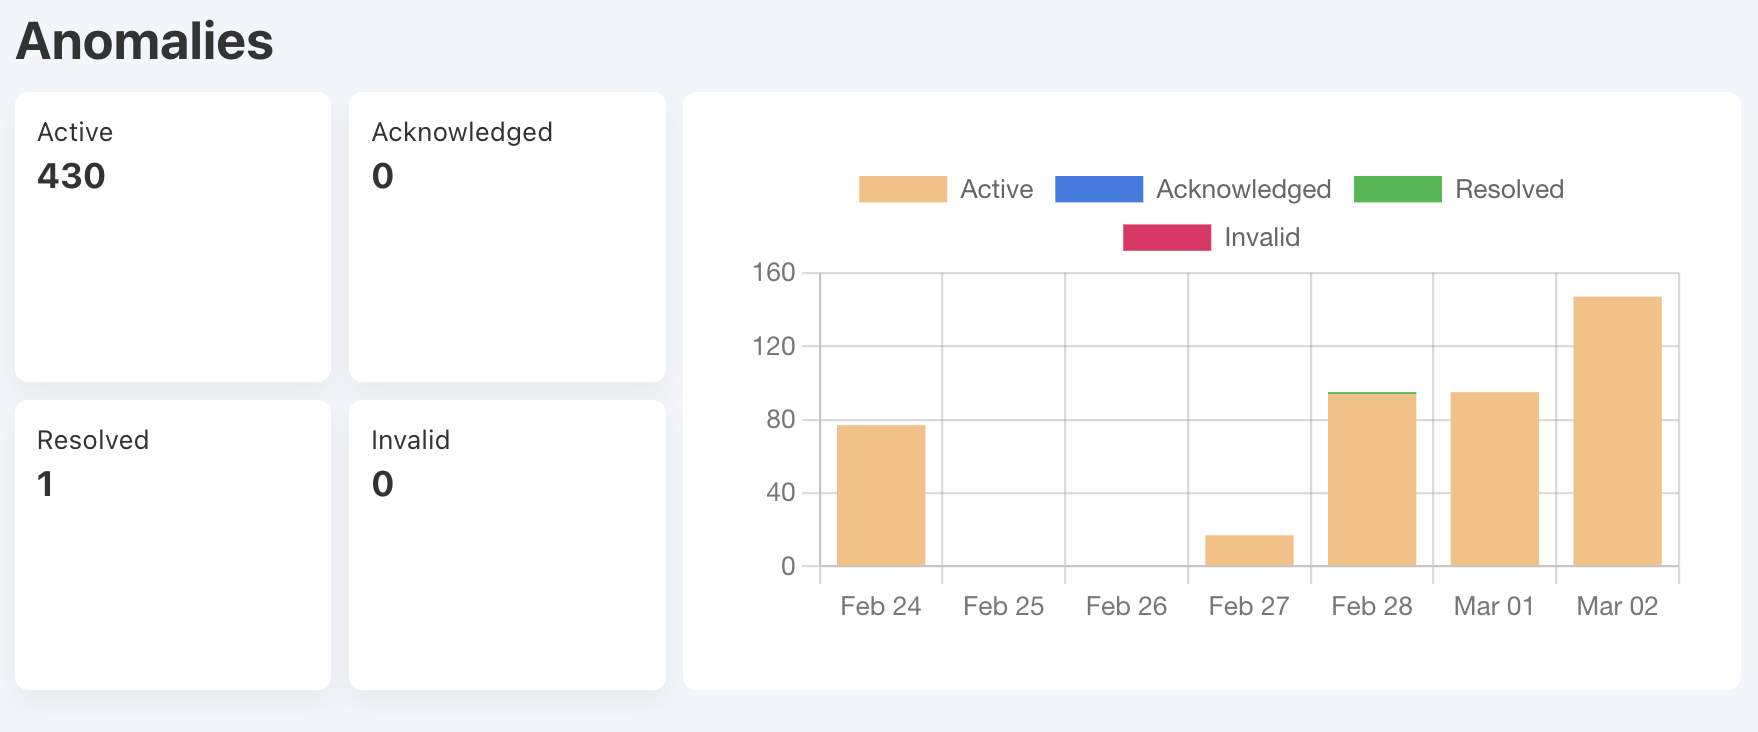 Anomalies
Active
430
Acknowledged
0
Resolved
1
Invalid
0
Active Acknowledged Resolved
Invalid
160
120
80
40
0
Feb 24 Feb 25 Feb 26 Feb 27 Feb 28 Mar 01 Mar 02